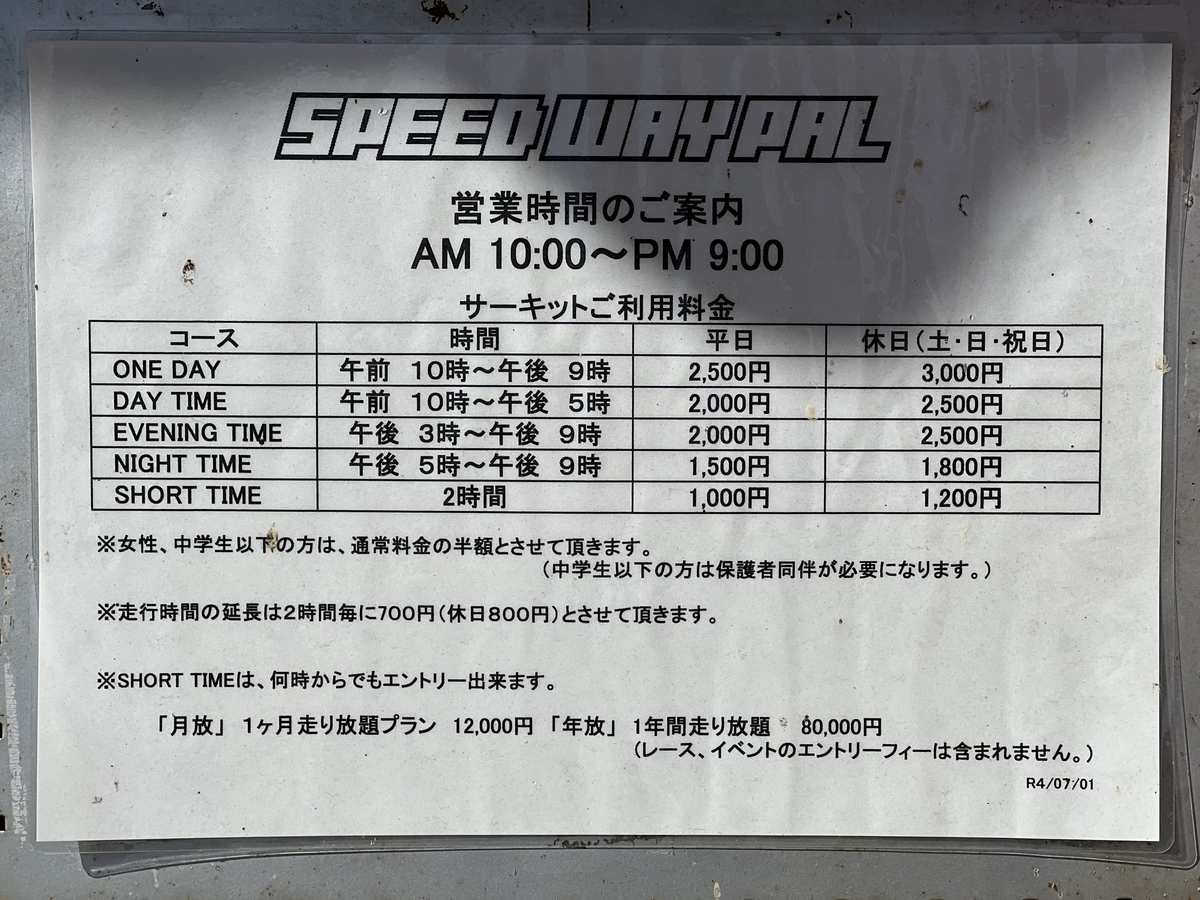 SPEED WAY PAL
営業時間のご案内
AM 10:00～PM 9:00
サーキットご利用料金
コース 時間 平日 休日(土・日・祝日)
ONE DAY 午前 10時～午後 9時 2,500円 3,000円
DAY TIME 午前 10時～午後 5時 2,000円 2,500円
EVENING TIME 午後 3時～午後 9時 2,000円 2,500円
NIGHT TIME 午後 5時～午後 9時 1,500円 1,800円
SHORT TIME 2時間 1,000円 1,200円
※女性、中学生以下の方は、通常料金の半額とさせて頂きます。
(中学生以下の方は保護者同伴が必要になります。)
※走行時間の延長は2時間毎に700円(休日800円)とさせて頂きます。
※SHORT TIMEは、何時からでもエントリー出来ます。
「月放」 1ヶ月走り放題プラン 12,000円 「年放」 1年間走り放題 80,000円
(レース、イベントのエントリーフィーは含まれません。)
R4/07/01